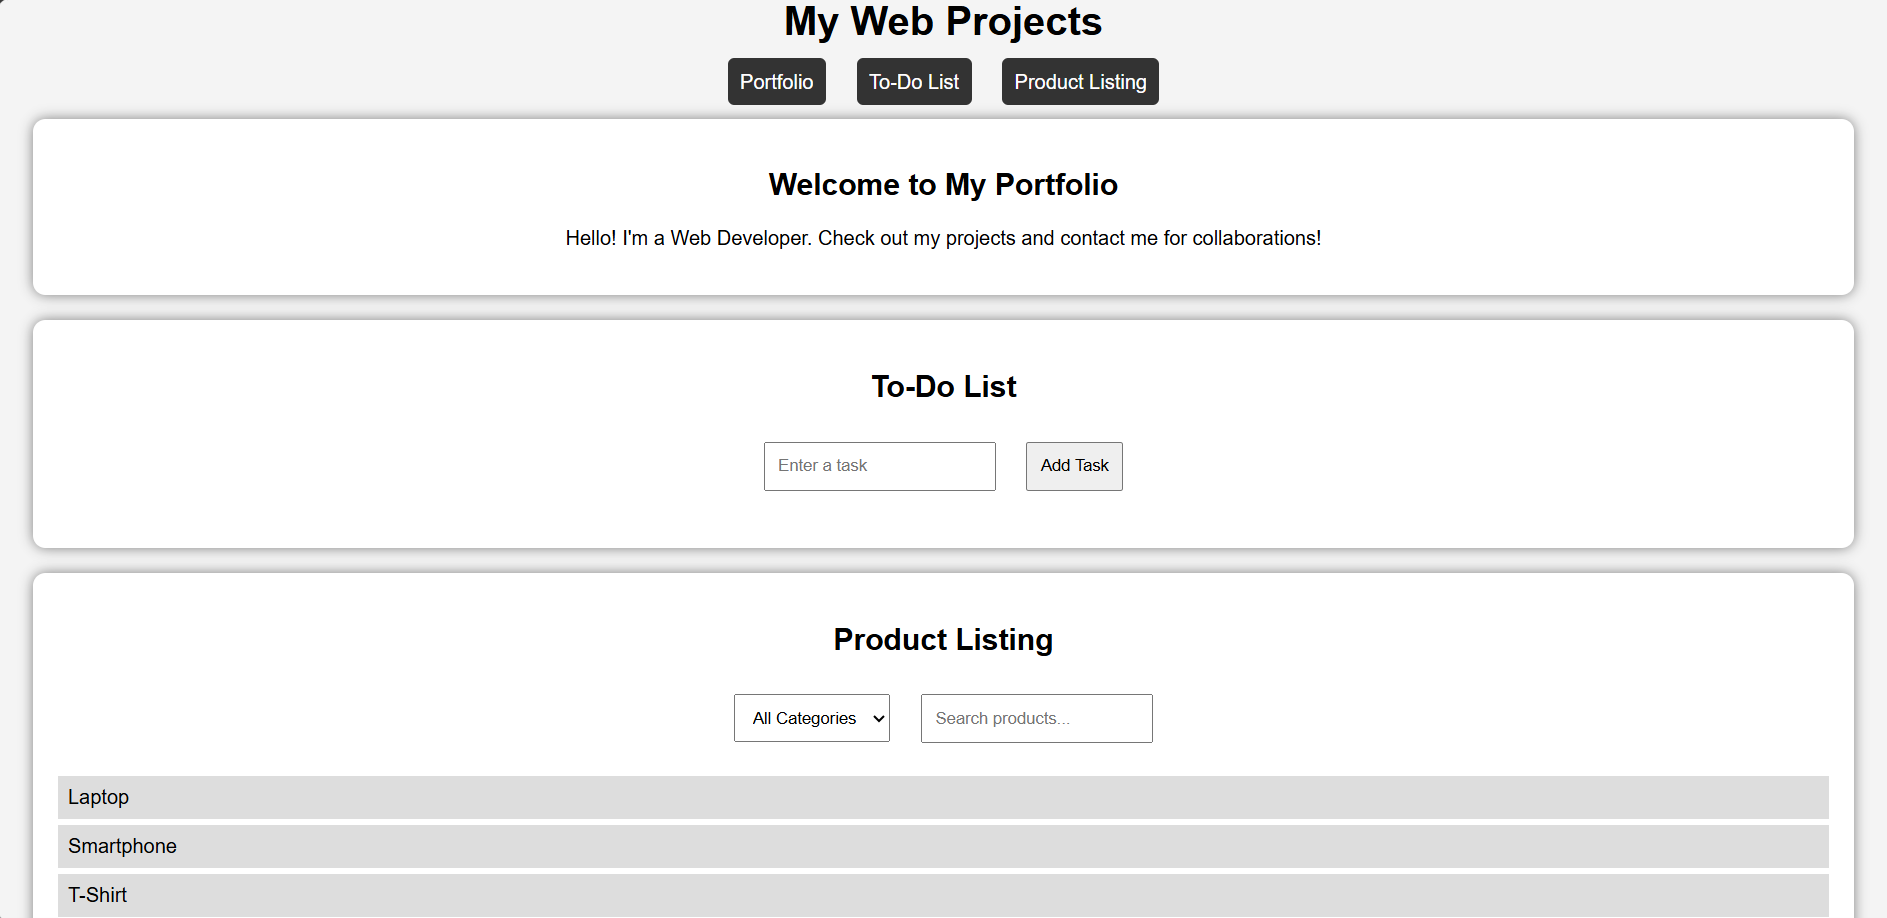 My Web Projects
Portfolio To-Do List Product Listing
Welcome to My Portfolio
Hello! I'm a Web Developer. Check out my projects and contact me for collaborations!
To-Do List
Enter a task Add Task
Product Listing
All Categories Search products...
Laptop
Smartphone
T-Shirt